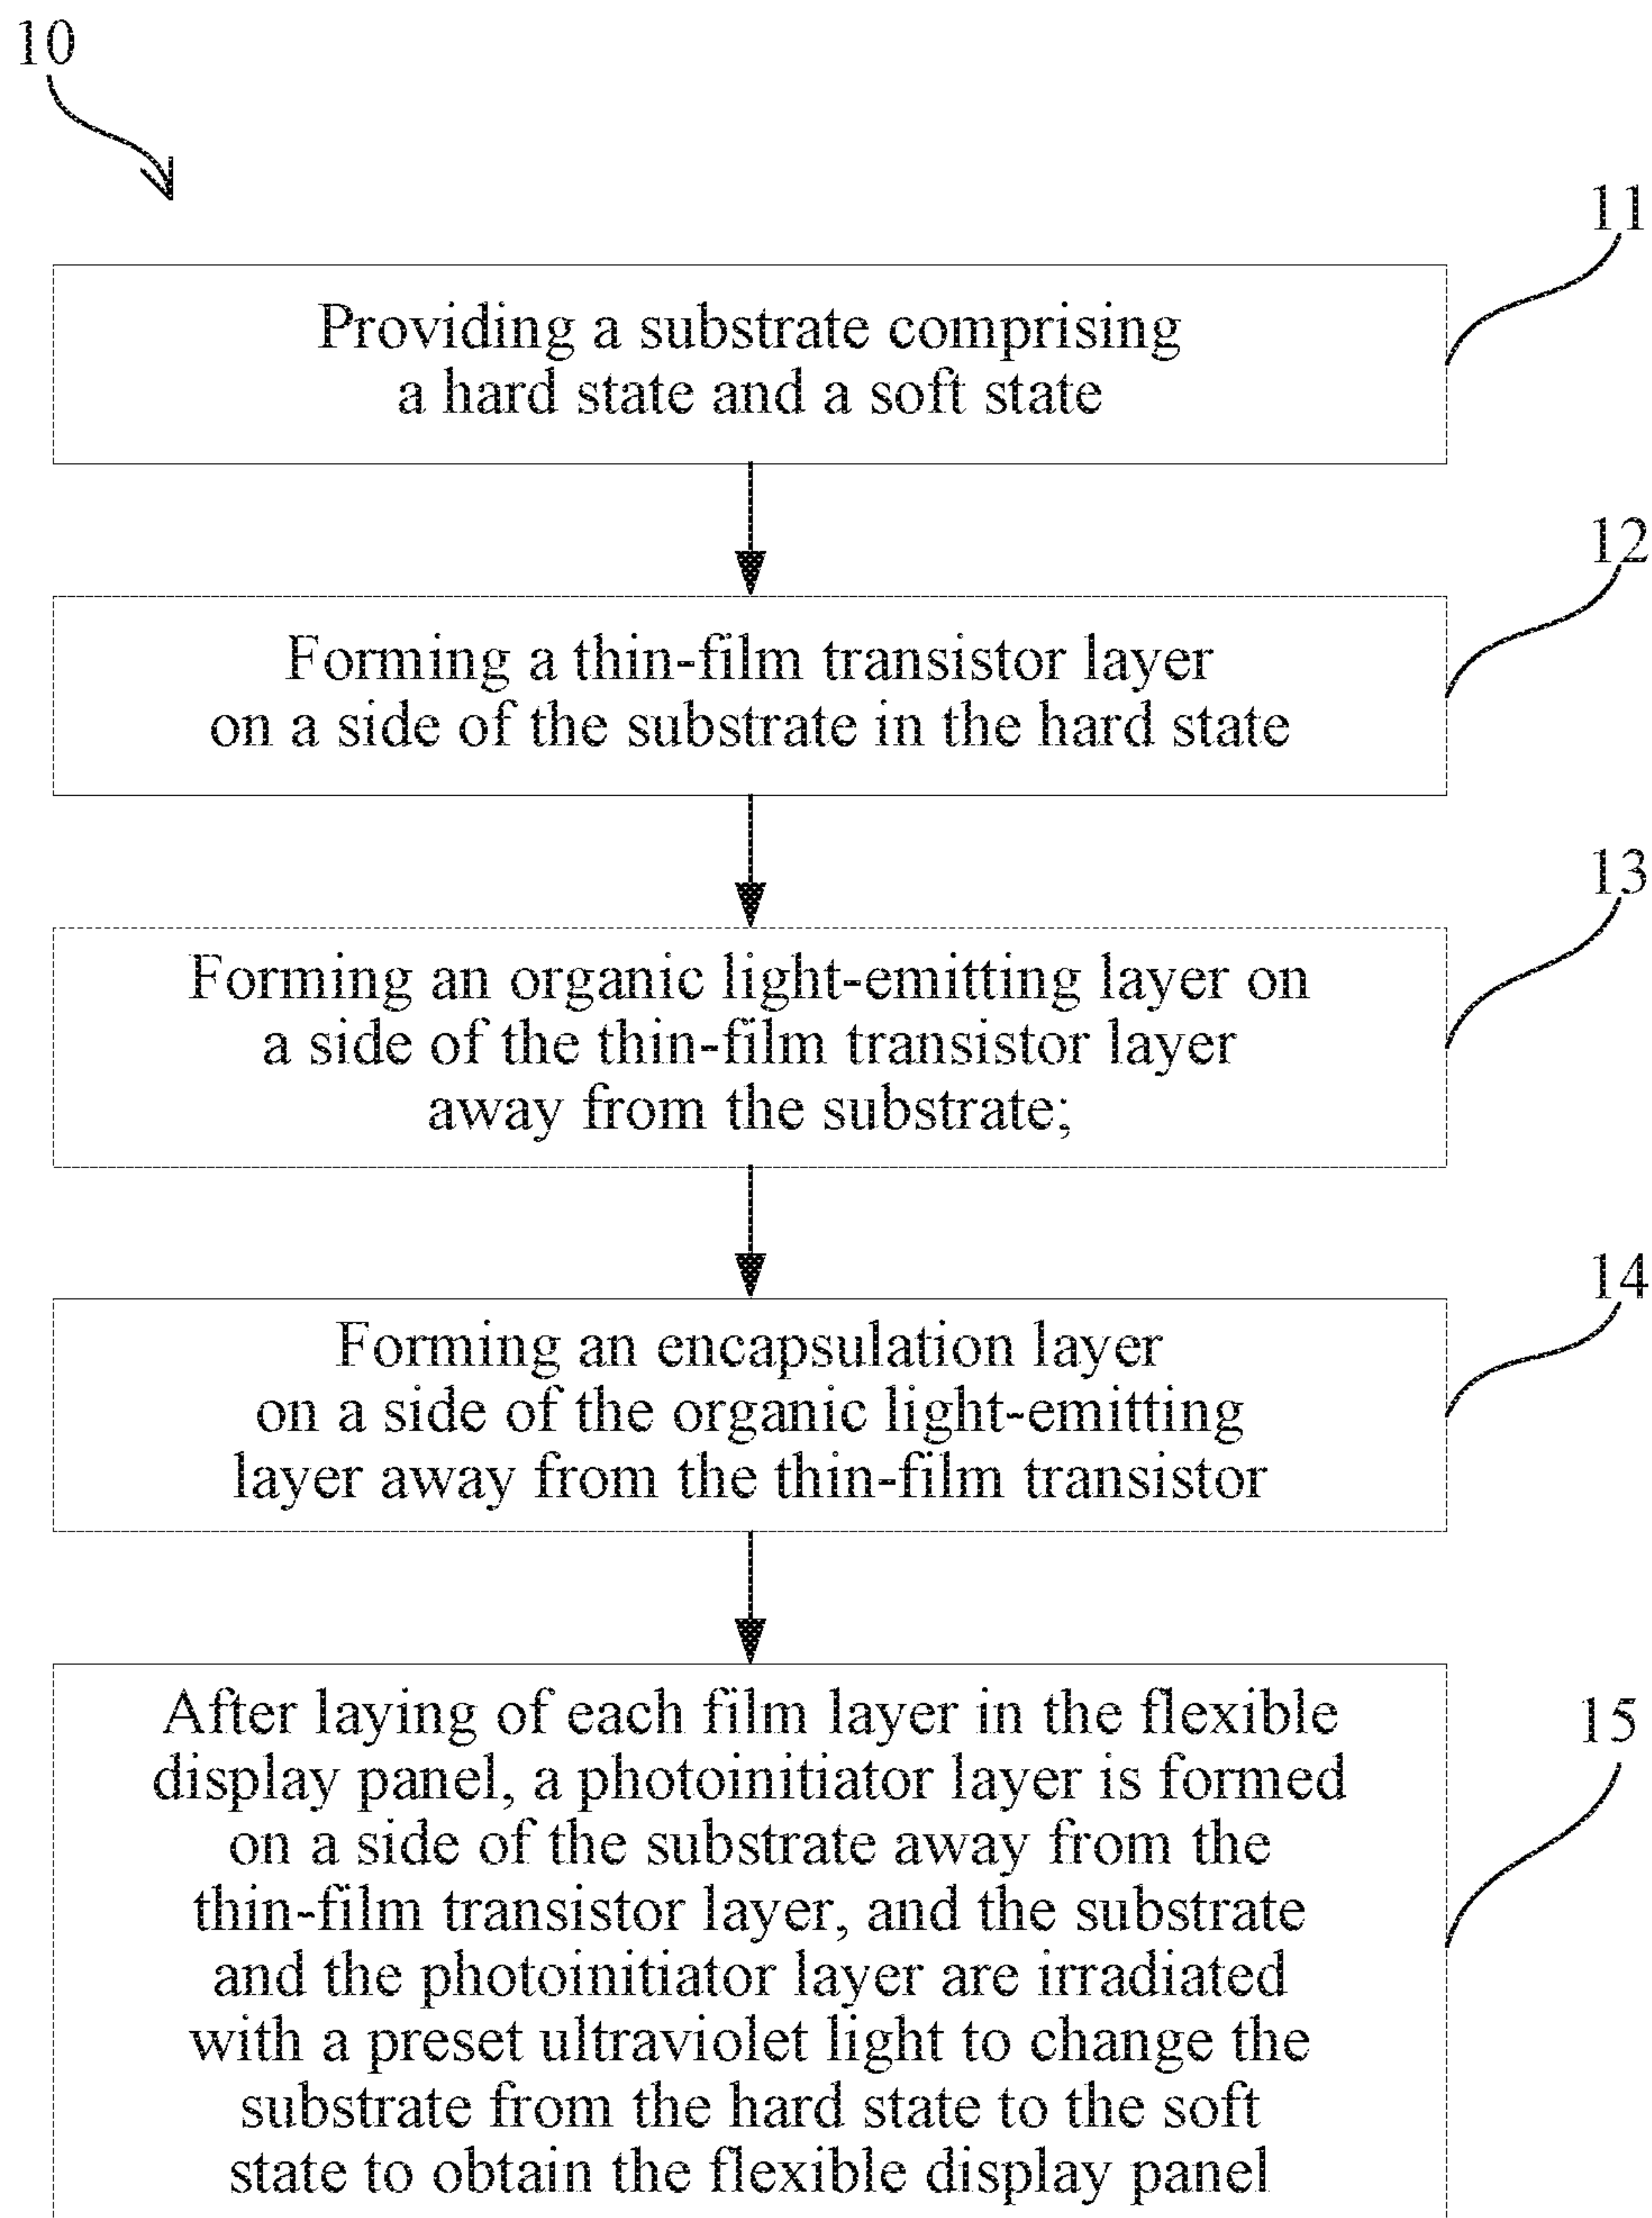 10
11
Providing a substrate comprising
a hard state and a soft state
12
Forming a thin-film transistor layer
on a side of the substrate in the hard state
13
Forming an organic light-emitting layer on
a side of the thin-film transistor layer
away from the substrate;
14
Forming an encapsulation layer
on a side of the organic light-emitting
layer away from the thin-film transistor
15
After laying of each film layer in the flexible
display panel, a photoinitiator layer is formed
on a side of the substrate away from the
thin-film transistor layer, and the substrate
and the photoinitiator layer are irradiated
with a preset ultraviolet light to change the
substrate from the hard state to the soft
state to obtain the flexible display panel